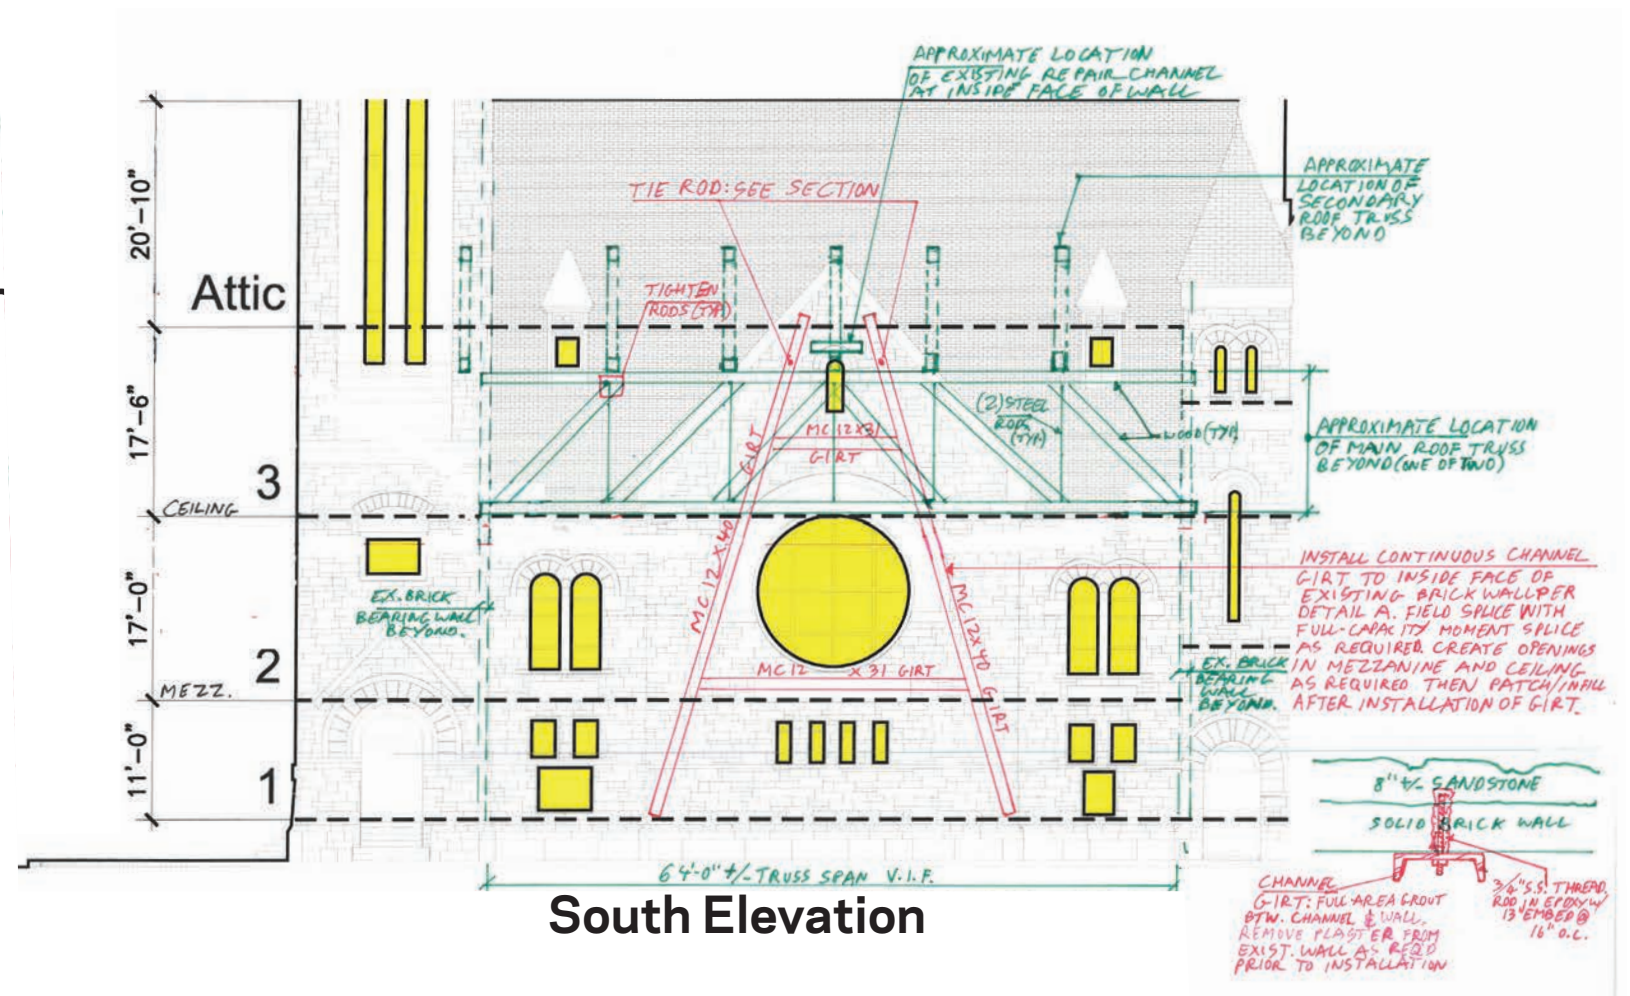 APPROXIMATE LOCATION
OF EXISTING REPAIR CHANNEL
AT INSIDE FACE OF WALL
APPROXIMATE
LOCATION OF
SECONDARY
ROOF TRUSS
BEYOND
TIE ROD: SEE SECTION
TIGHTEN
RODS (TYP)
20'-10"
Attic
17'-6"
3
CEILING
17'-0"
2
MEZZ.
11'-0"
1
(2) STEEL
RODS
(TYP.)
WOOD (TYP.)
APPROXIMATE LOCATION
OF MAIN ROOF TRUSS
BEYOND (ONE OF TWO)
MC 12X31
GIRT
GIRT
MC 12 X 40
MC 12X40
GIRT
MC 12 X 31 GIRT
EX. BRICK
BEARING WALL
BEYOND.
EX. BRICK
BEARING
WALL
BEYOND.
INSTALL CONTINUOUS CHANNEL
GIRT TO INSIDE FACE OF
EXISTING BRICK WALL PER
DETAIL A. FIELD SPLICE WITH
FULL-CAPACITY MOMENT SPLICE
AS REQUIRED. CREATE OPENINGS
IN MEZZANINE AND CEILING
AS REQUIRED THEN PATCH/INFILL
AFTER INSTALLATION OF GIRT.
8" +/- SANDSTONE
SOLID BRICK WALL
64'-0" +/- TRUSS SPAN V.I.F.
South Elevation
CHANNEL
GIRT: FULL AREA GROUT
BTW. CHANNEL & WALL.
REMOVE PLASTER FROM
EXIST. WALL AS REQ'D
PRIOR TO INSTALLATION
3/4" S.S. THREAD.
ROD IN EPOXY W/
13" EMBED @
16" O.C.